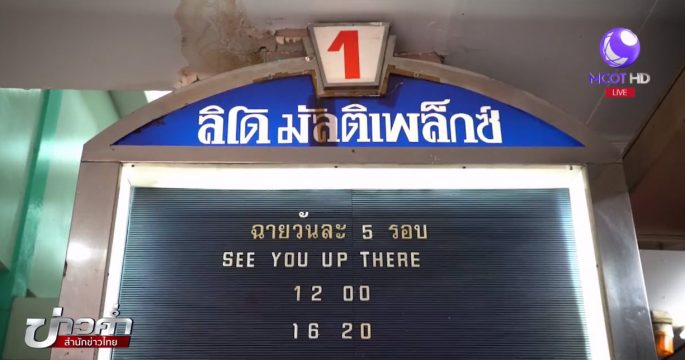 1
MCOT HD
LIVE
ลิโด มัลติเพล็กซ์
ฉายวันละ 5 รอบ
SEE YOU UP THERE
12 00
16 20
ข่าวค่ำ
สำนักข่าวไทย